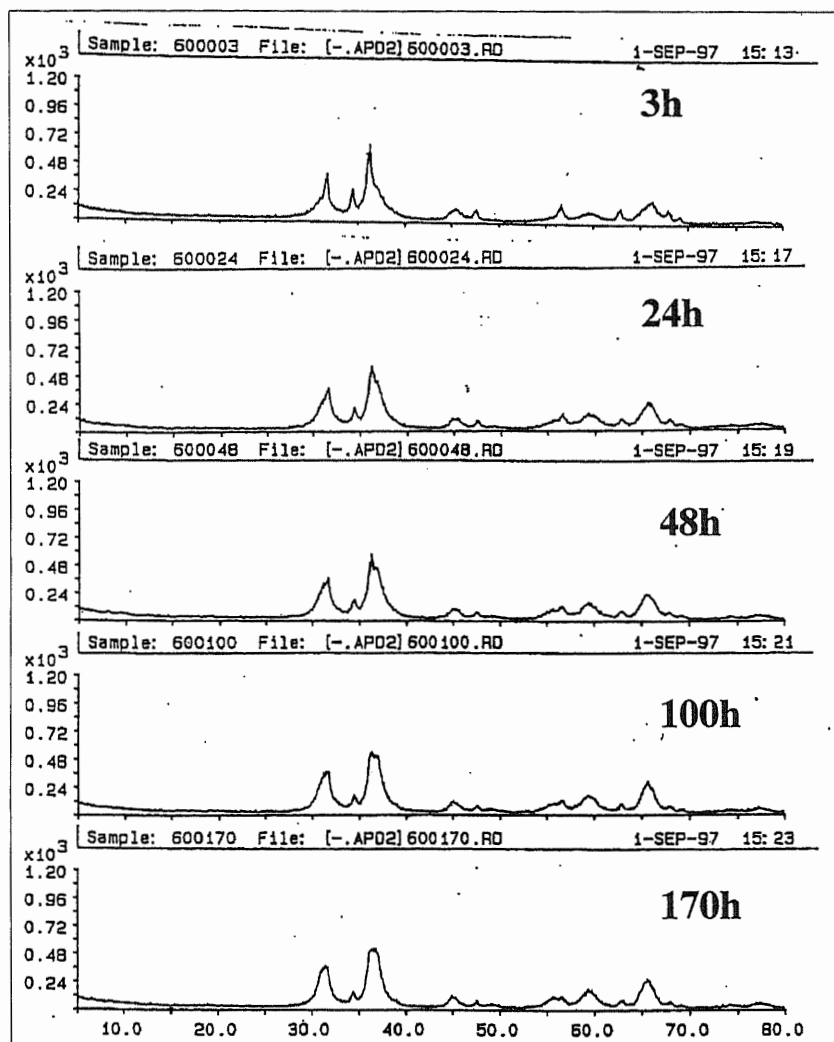 Sample: 600003 File: [-.APD2]600003.RD 1-SEP-97 15:13
x10³
1.20
3h
0.96
0.72
0.48
0.24
Sample: 600024 File: [-.APD2]600024.RD 1-SEP-97 15:17
x10³
1.20
24h
0.96
0.72
0.48
0.24
Sample: 600048 File: [-.APD2]600048.RD 1-SEP-97 15:19
x10³
1.20
48h
0.96
0.72
0.48
0.24
Sample: 600100 File: [-.APD2]600100.RD 1-SEP-97 15:21
x10³
1.20
100h
0.96
0.72
0.48
0.24
Sample: 600170 File: [-.APD2]600170.RD 1-SEP-97 15:23
x10³
1.20
170h
0.96
0.72
0.48
0.24
10.0 20.0 30.0 40.0 50.0 60.0 70.0 80.0